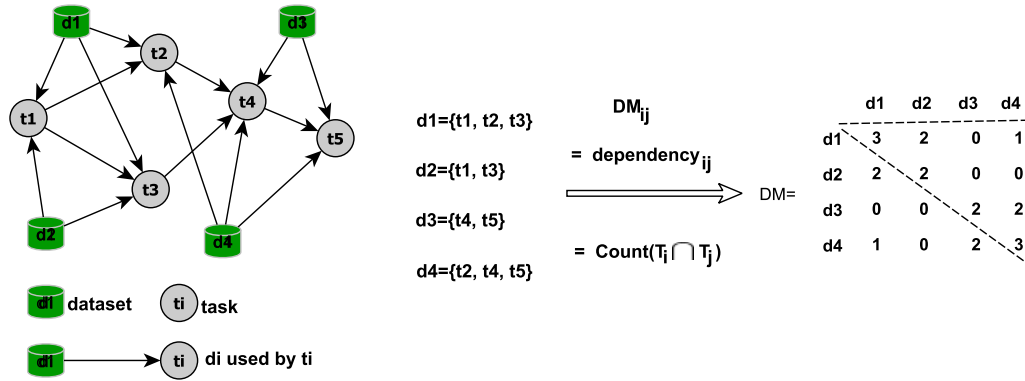 d1
d3
t2
t4
t1
t5
t3
d2
d4
di dataset
ti task
di
ti
di used by ti
d1={t1, t2, t3}
d2={t1, t3}
d3={t4, t5}
d4={t2, t4, t5}
DMij
= dependencyij
= Count(Ti ⋂ Tj)
DM=
d1 d2 d3 d4
d1 3 2 0 1
d2 2 2 0 0
d3 0 0 2 2
d4 1 0 2 3